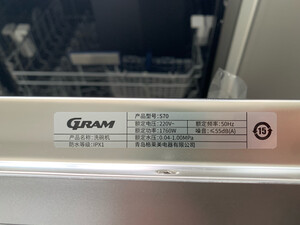 GRAM
产品型号：S70
额定电压：220V~ 额定频率：50Hz
额定功率：1760W 噪音：≤55dB(A)
产品名称：洗碗机 额定水压：0.04-1.00MPa
防水等级：IPX1 青岛格莱美电器有限公司
15